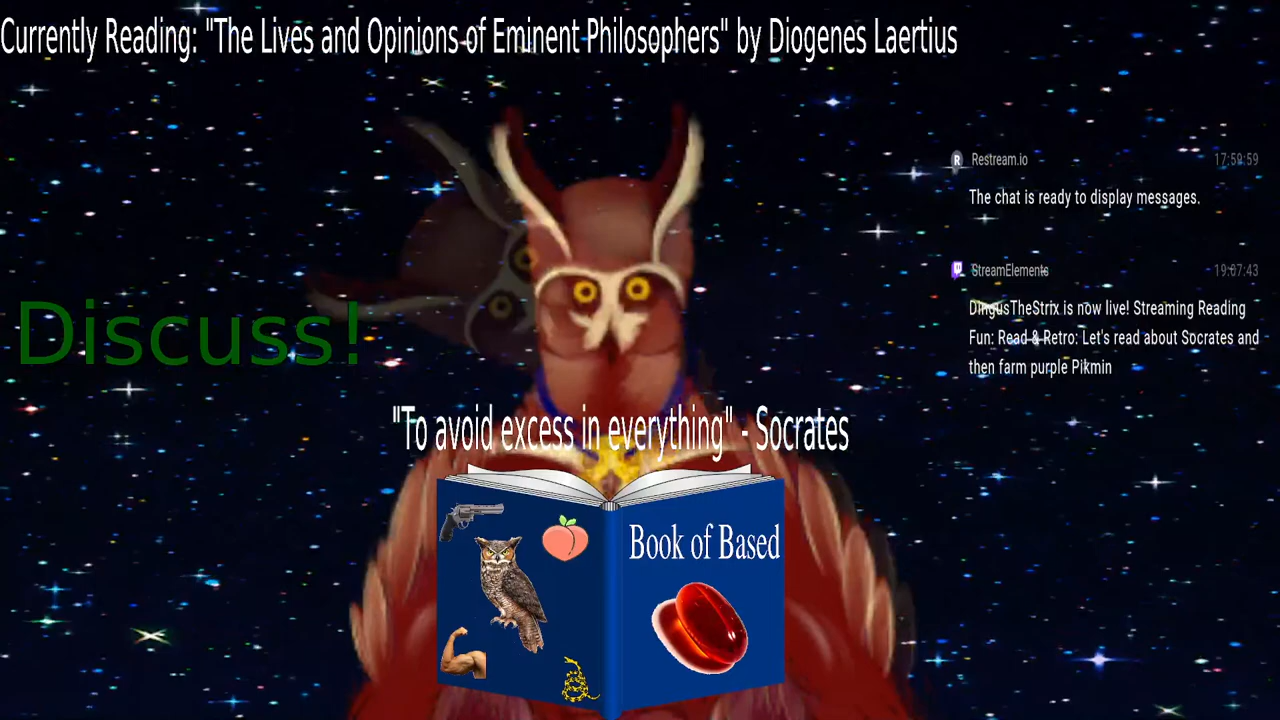 Currently Reading: "The Lives and Opinions of Eminent Philosophers" by Diogenes Laertius
R Restream.io 17:59:59
The chat is ready to display messages.
StreamElements 19:07:43
DingusTheStrix is now live! Streaming Reading
Fun: Read & Retro: Let's read about Socrates and
then farm purple Pikmin
Discuss!
"To avoid excess in everything" - Socrates
Book of Based